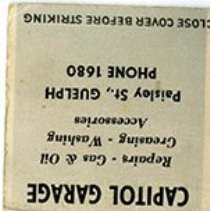 CAPITOL GARAGE
Repairs - Gas & Oil
Greasing - Washing
Accessories
Paisley St., GUELPH
PHONE 1680
CLOSE COVER BEFORE STRIKING